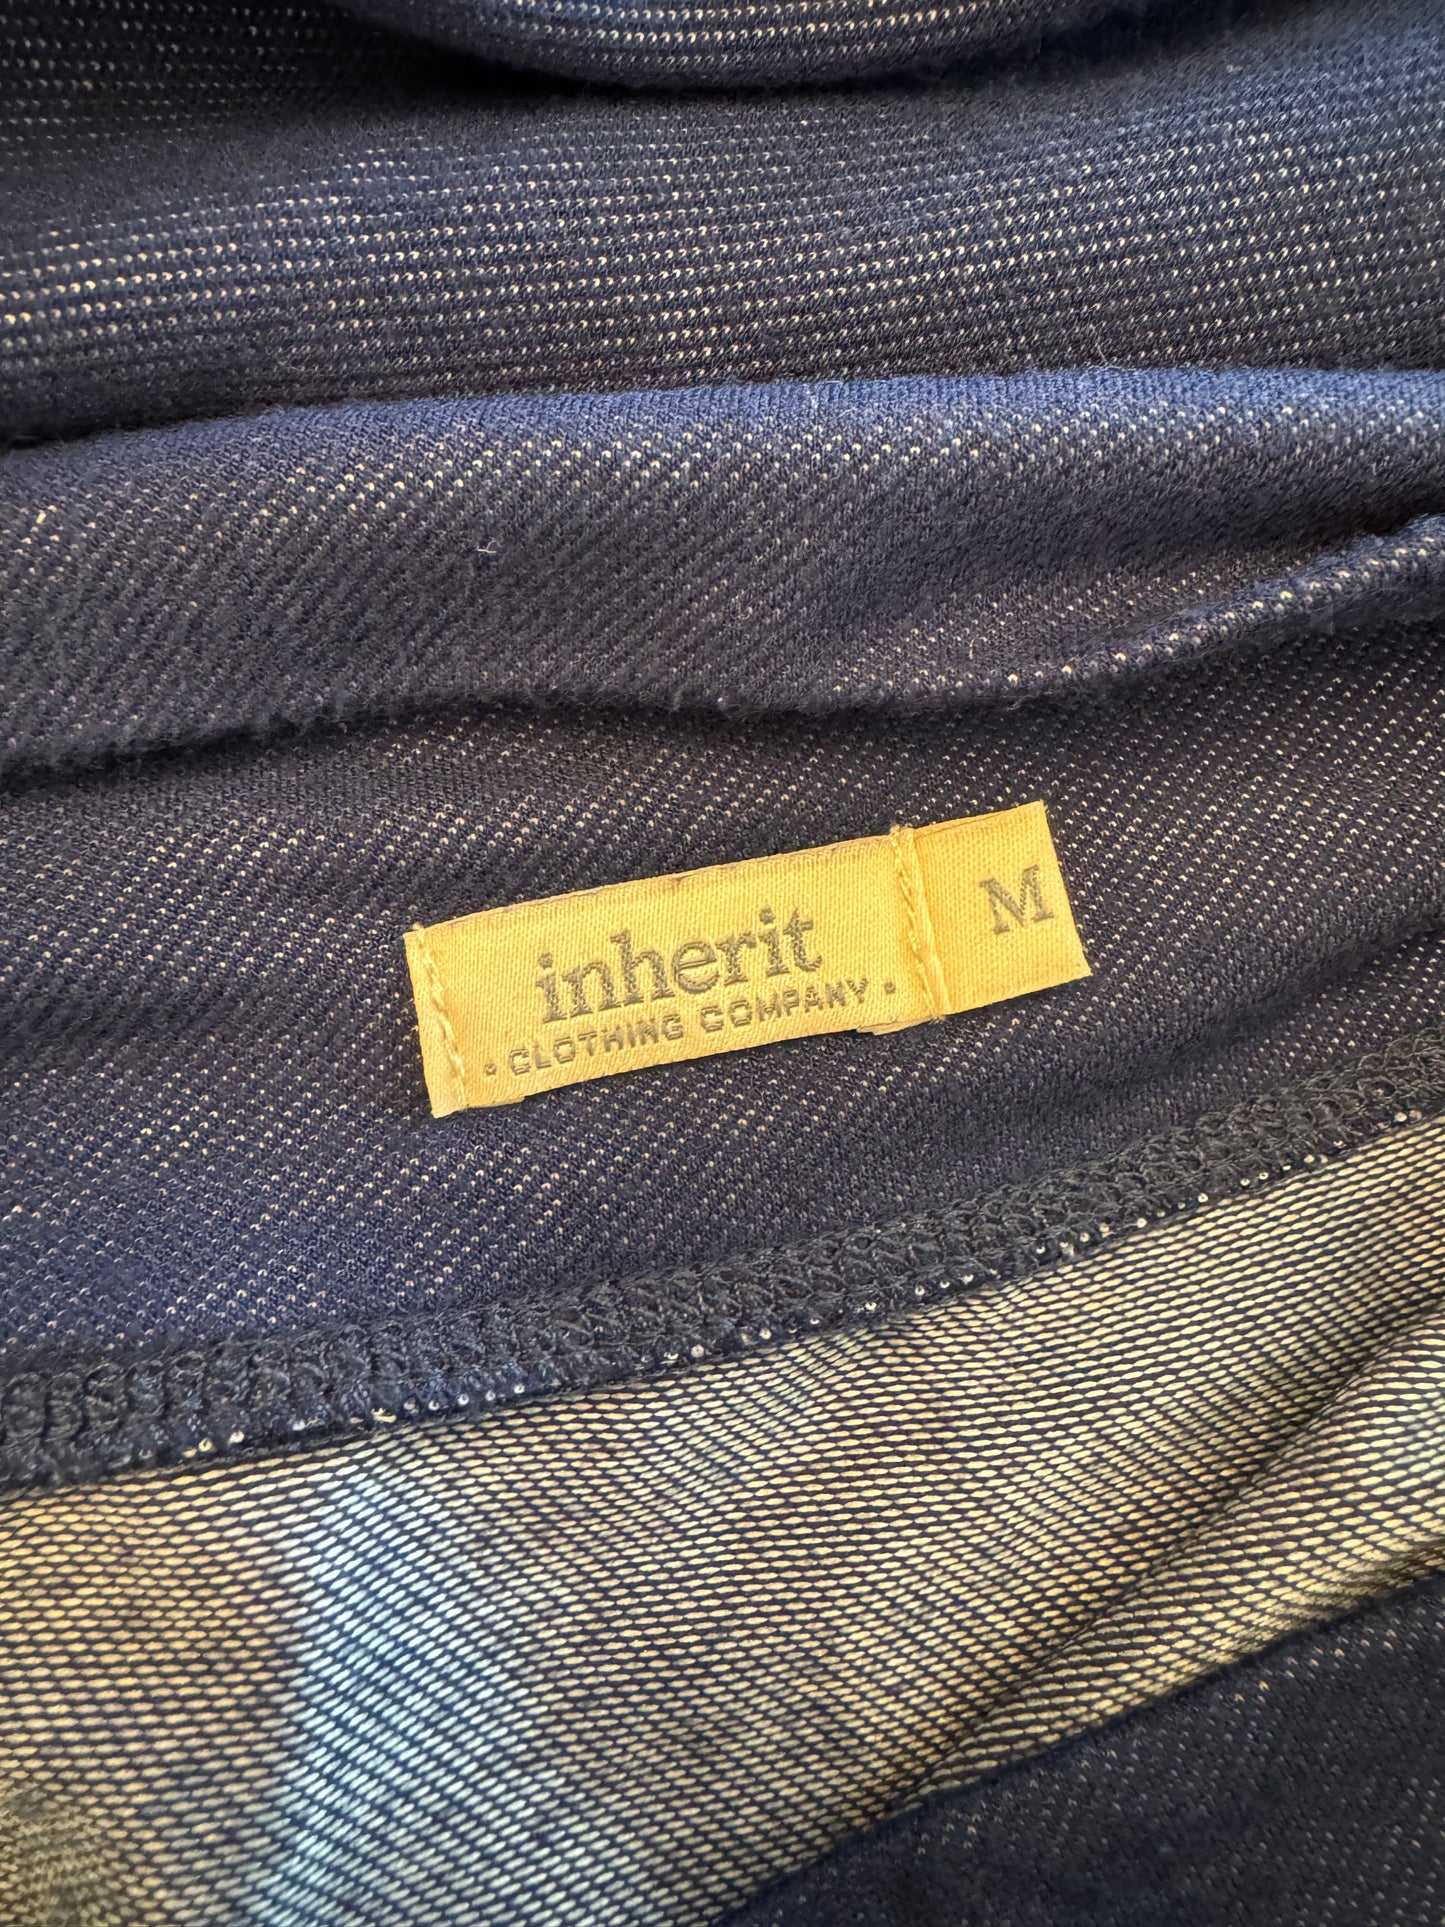 inherit
• CLOTHING COMPANY •
M